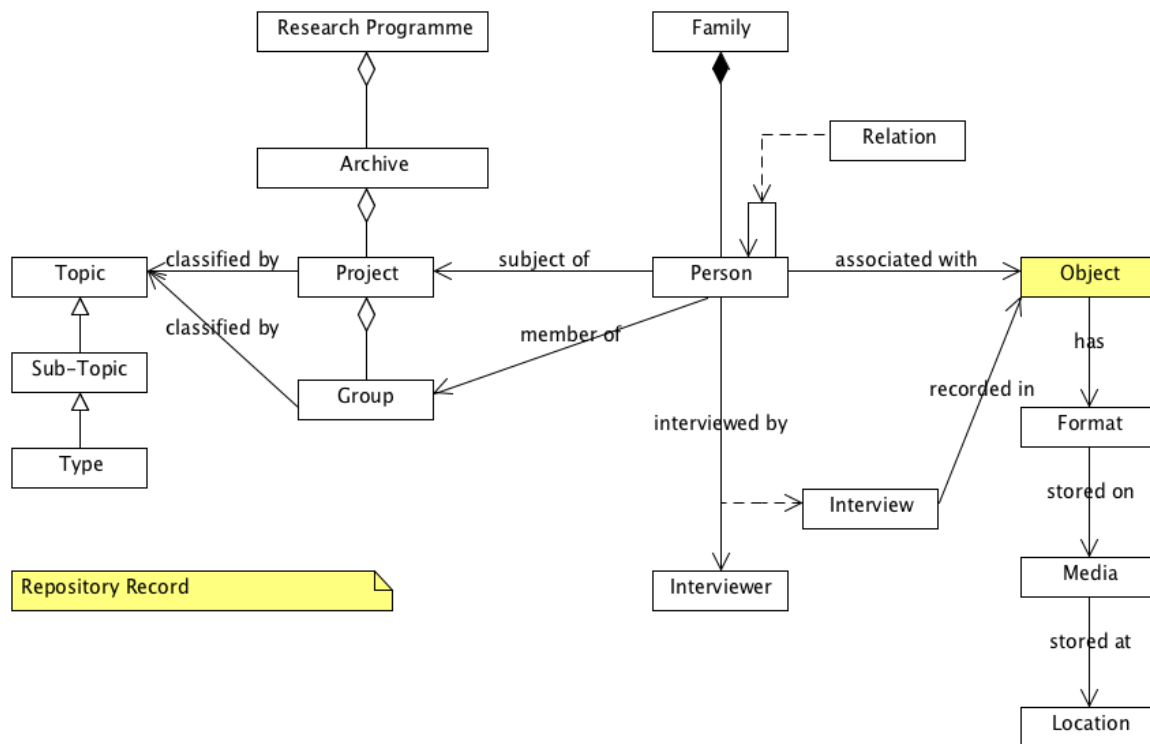 Research Programme
Family
Relation
Archive
classified by
subject of
associated with
Topic
Project
Person
Object
classified by
member of
has
Sub-Topic
Group
recorded in
interviewed by
Format
Type
stored on
Interview
Repository Record
Interviewer
Media
stored at
Location